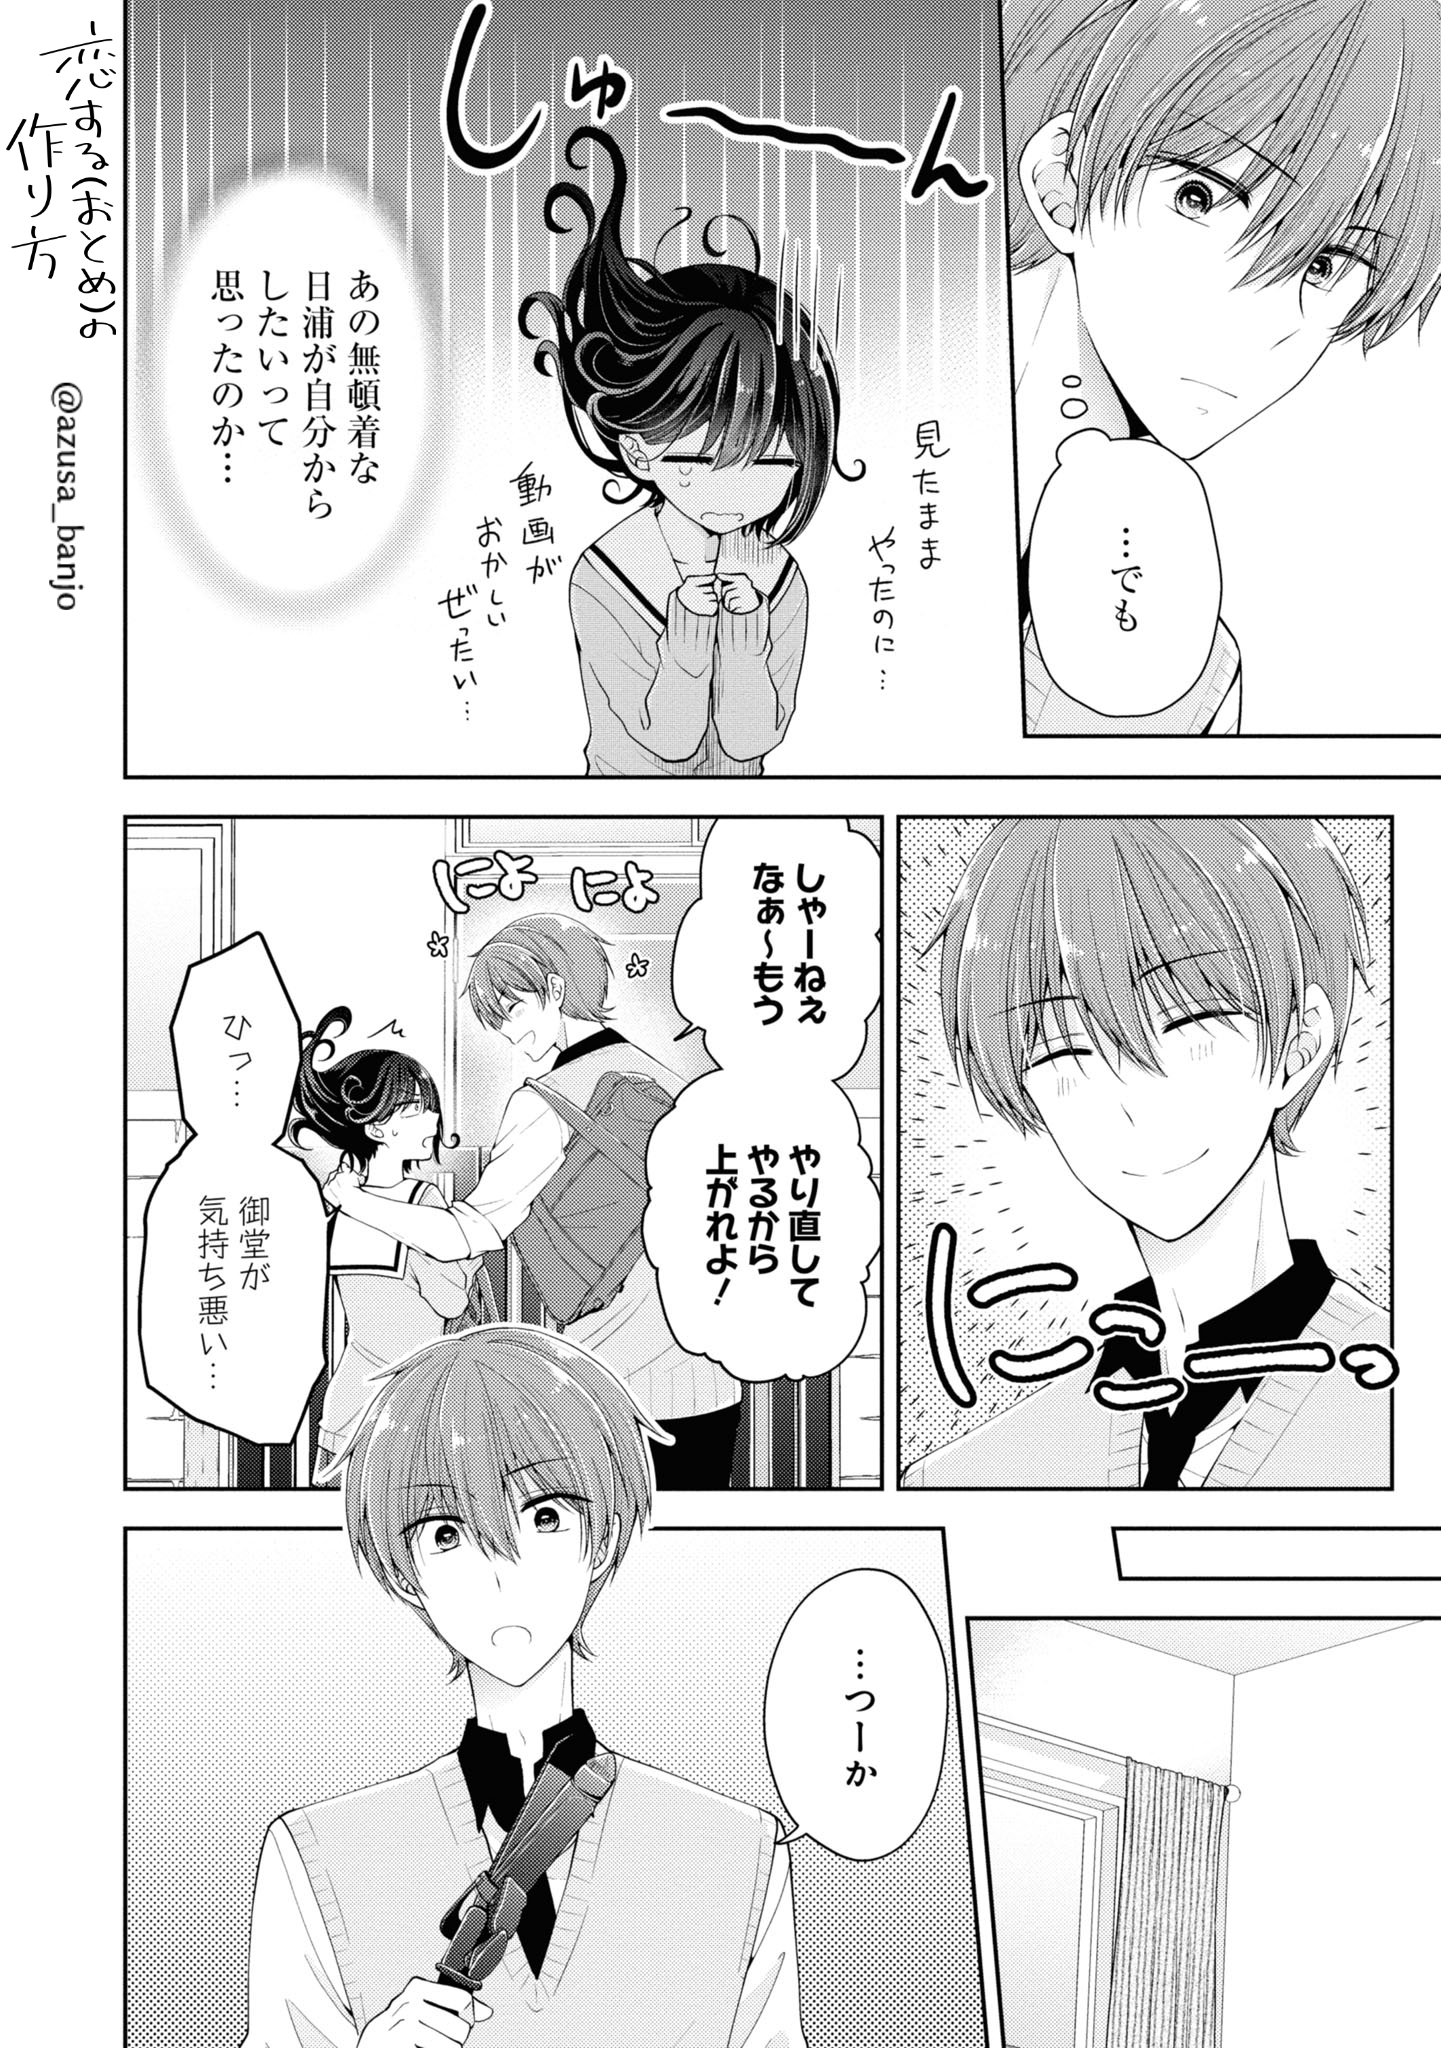 恋する(おとめ)の
作り方
@azusa_banjo
…でも
しゅーーん
見たまま
やったのに…
動画が
おかしい
ぜったい…
あの無頓着な
日浦が自分から
したいって
思ったのか…
にこーっ
しゃーねぇ
なぁ〜もう
やり直して
やるから
上がれよ!
によ
によ
ひっ…
御堂が
気持ち悪い…
…つーか